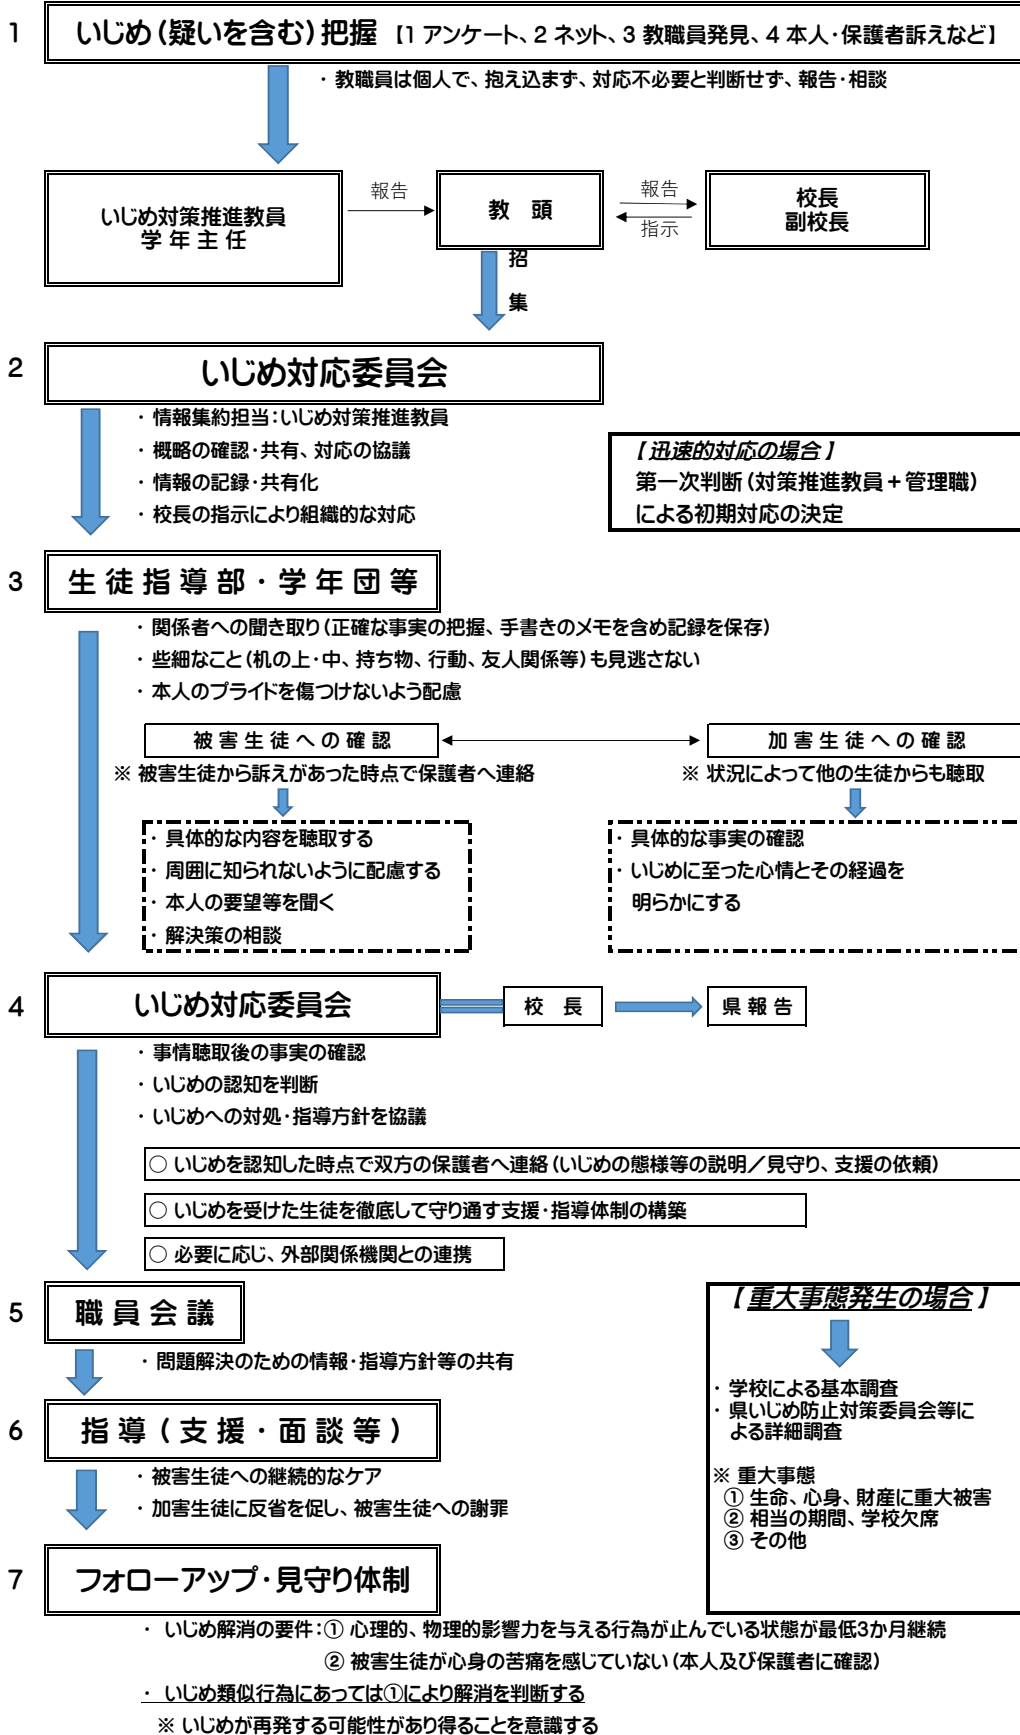 1 いじめ(疑いを含む)把握 【1 アンケート、2 ネット、3 教職員発見、4 本人・保護者訴えなど】
・ 教職員は個人で、抱え込まず、対応不必要と判断せず、報告・相談
いじめ対策推進教員
学 年 主 任
報告
教 頭
報告
指示
校長
副校長
招
集
2 いじめ対応委員会
・ 情報集約担当:いじめ対策推進教員
・ 概略の確認・共有、対応の協議
・ 情報の記録・共有化
・ 校長の指示により組織的な対応
【 迅速的対応の場合 】
第一次判断(対策推進教員+管理職)
による初期対応の決定
3 生 徒 指 導 部 ・ 学 年 団 等
・ 関係者への聞き取り(正確な事実の把握、手書きのメモを含め記録を保存)
・ 些細なこと(机の上・中、持ち物、行動、友人関係等)も見逃さない
・ 本人のプライドを傷つけないよう配慮
被 害 生 徒 へ の 確 認
加 害 生 徒 へ の 確 認
※ 被害生徒から訴えがあった時点で保護者へ連絡
※ 状況によって他の生徒からも聴取
・ 具体的な内容を聴取する
・ 周囲に知られないように配慮する
・ 本人の要望等を聞く
・ 解決策の相談
・ 具体的な事実の確認
・ いじめに至った心情とその経過を
明らかにする
4 いじめ対応委員会
校 長
県 報 告
・ 事情聴取後の事実の確認
・ いじめの認知を判断
・ いじめへの対処・指導方針を協議
○ いじめを認知した時点で双方の保護者へ連絡(いじめの態様等の説明/見守り、支援の依頼)
○ いじめを受けた生徒を徹底して守り通す支援・指導体制の構築
○ 必要に応じ、外部関係機関との連携
5 職 員 会 議
・ 問題解決のための情報・指導方針等の共有
6 指 導 ( 支 援 ・ 面 談 等 )
・ 被害生徒への継続的なケア
・ 加害生徒に反省を促し、被害生徒への謝罪
【 重大事態発生の場合 】
・ 学校による基本調査
・ 県いじめ防止対策委員会等に
よる詳細調査
※ 重大事態
① 生命、心身、財産に重大被害
② 相当の期間、学校欠席
③ その他
7 フォローアップ・見守り体制
・ いじめ解消の要件:① 心理的、物理的影響力を与える行為が止んでいる状態が最低3か月継続
② 被害生徒が心身の苦痛を感じていない(本人及び保護者に確認)
・ いじめ類似行為にあっては①により解消を判断する
※ いじめが再発する可能性があり得ることを意識する